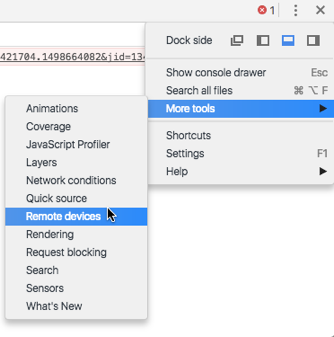 1
Dock side
421704.1498664082&jid=134
Show console drawer Esc
Search all files ⌘ ⌥ F
More tools
Shortcuts
Settings F1
Help
Animations
Coverage
JavaScript Profiler
Layers
Network conditions
Quick source
Remote devices
Rendering
Request blocking
Search
Sensors
What's New